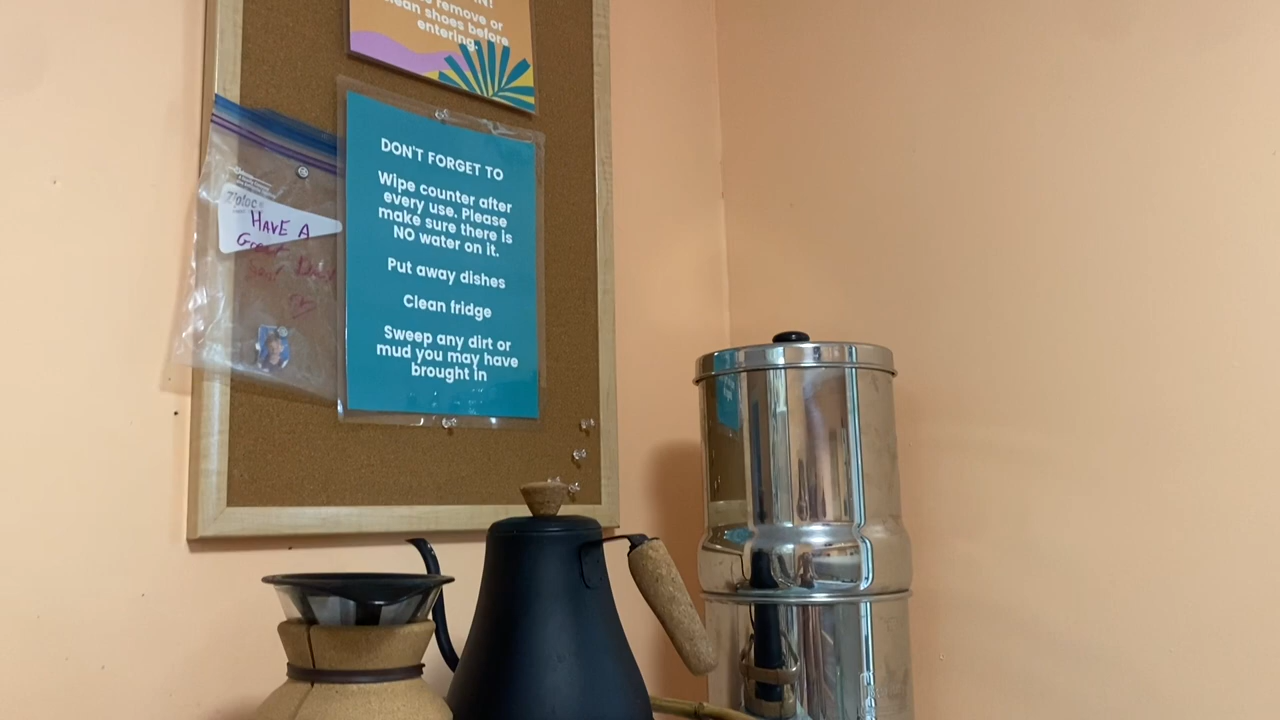 remove or
clean shoes before
entering.
DON'T FORGET TO
Wipe counter after
every use. Please
make sure there is
NO water on it.
Put away dishes
Clean fridge
Sweep any dirt or
mud you may have
brought in
Ziploc
HAVE A
Great